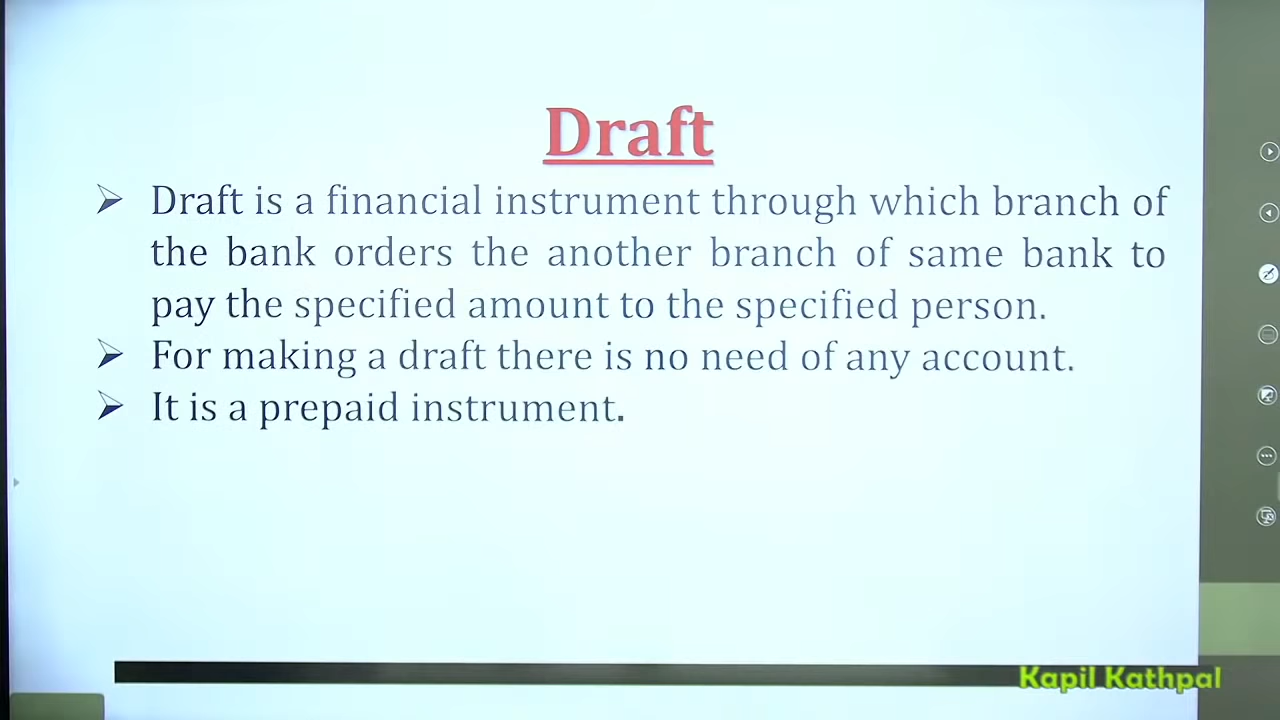 Draft
➢ Draft is a financial instrument through which branch of
the bank orders the another branch of same bank to
pay the specified amount to the specified person.
➢ For making a draft there is no need of any account.
➢ It is a prepaid instrument.
Kapil Kathpal